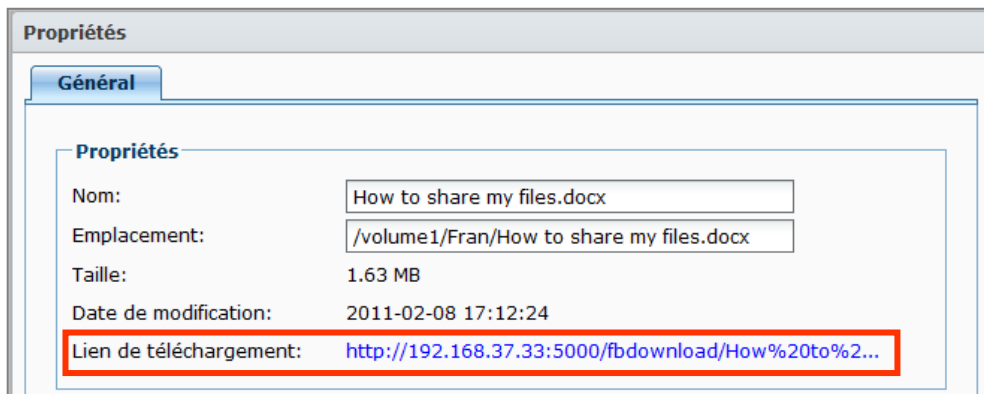 Propriétés
Général
Propriétés
Nom: How to share my files.docx
Emplacement: /volume1/Fran/How to share my files.docx
Taille: 1.63 MB
Date de modification: 2011-02-08 17:12:24
Lien de téléchargement: http://192.168.37.33:5000/fbdownload/How%20to%2...